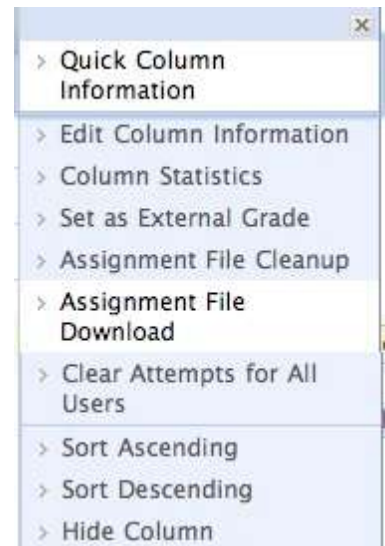 Quick Column
Information
Edit Column Information
Column Statistics
Set as External Grade
Assignment File Cleanup
Assignment File
Download
Clear Attempts for All
Users
Sort Ascending
Sort Descending
Hide Column